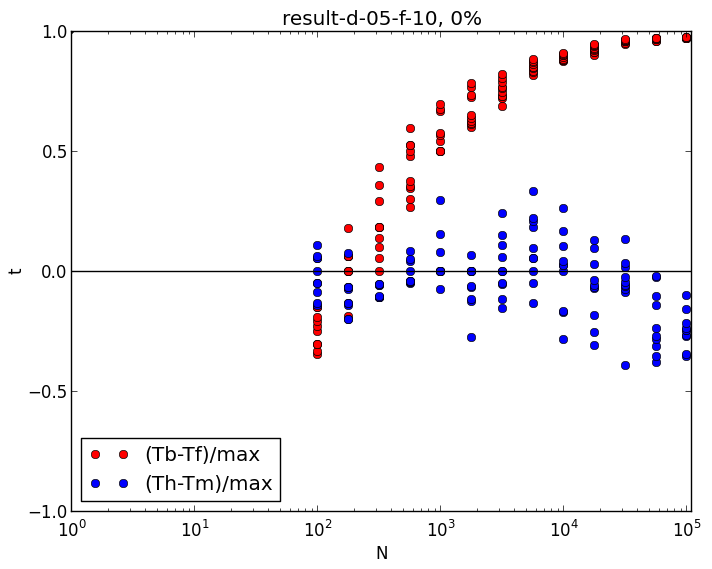 result-d-05-f-10, 0%
1.0
0.5
0.0
−0.5
−1.0
t
(Tb-Tf)/max
(Th-Tm)/max
10⁰ 10¹ 10² 10³ 10⁴ 10⁵
N